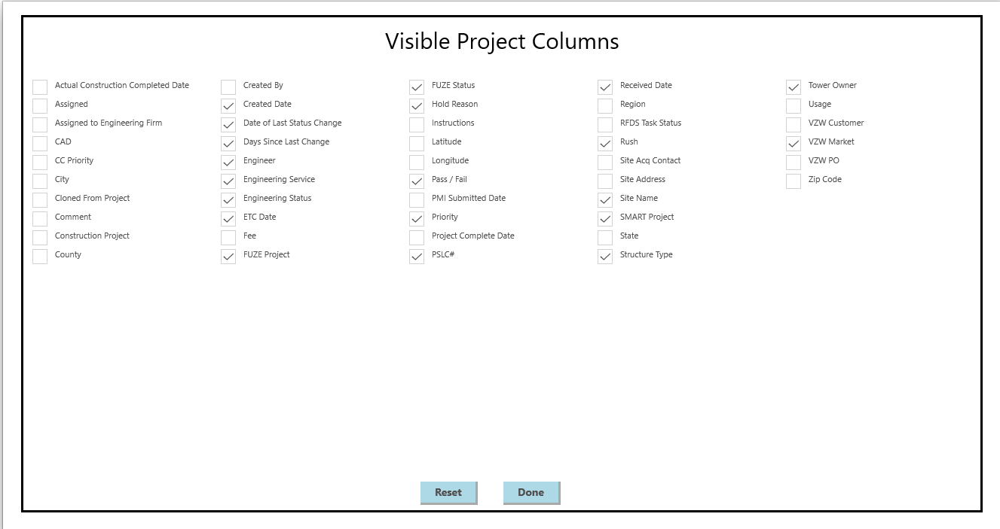 Visible Project Columns
Actual Construction Completed Date
Assigned
Assigned to Engineering Firm
CAD
CC Priority
City
Cloned From Project
Comment
Construction Project
County
Created By
Created Date
Date of Last Status Change
Days Since Last Change
Engineer
Engineering Service
Engineering Status
ETC Date
Fee
FUZE Project
FUZE Status
Hold Reason
Instructions
Latitude
Longitude
Pass / Fail
PMI Submitted Date
Priority
Project Complete Date
PSLC#
Received Date
Region
RFDS Task Status
Rush
Site Acq Contact
Site Address
Site Name
SMART Project
State
Structure Type
Tower Owner
Usage
VZW Customer
VZW Market
VZW PO
Zip Code
Reset
Done